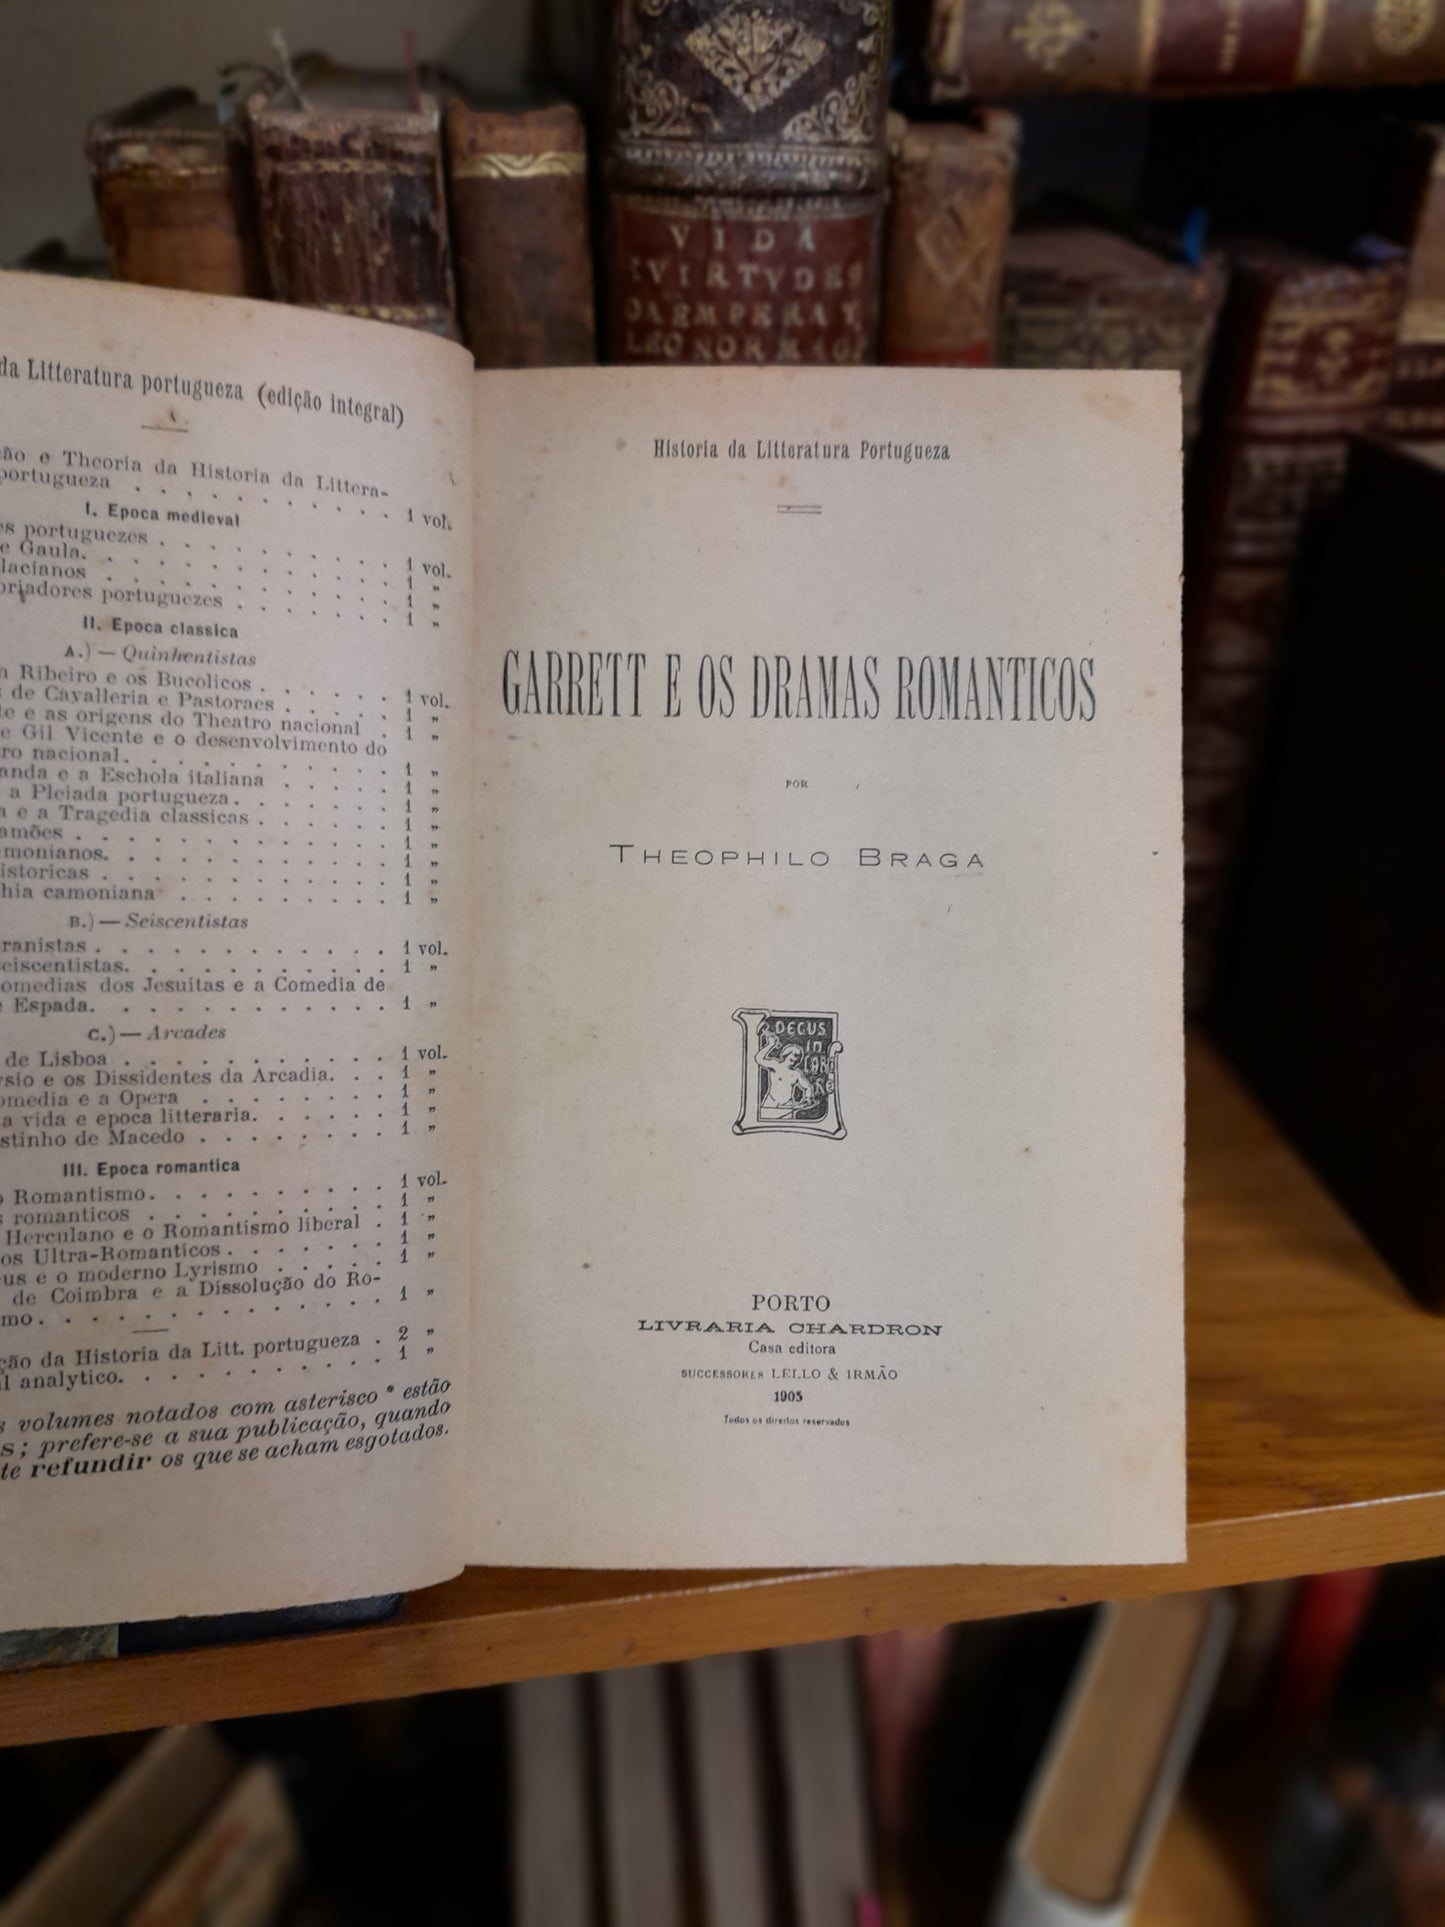 VIDA
EVIRTVDES
DAEMPERAT
LEONORMAG
da Litteratura portugueza (edição integral)
ão e Theoria da Historia da Littera-
portugueza . . . . . . . . . . . 1 vol.
I. Epoca medieval
s portuguezes . . . . . . . . . 1 vol.
e Gaula. . . . . . . . . . . . 1 „
lacianos . . . . . . . . . . . 1 „
oriadores portuguezes . . . . . . . 1 „
II. Epoca classica
A.) — Quinhentistas
Ribeiro e os Bucolicos . . . . . . 1 vol.
de Cavalleria e Pastoraes . . . . . 1 „
te e as origens do Theatro nacional . 1 „
e Gil Vicente e o desenvolvimento do
ro nacional. . . . . . . . . . . 1 „
anda e a Eschola italiana . . . . . 1 „
a Pleiada portugueza. . . . . . . 1 „
a e a Tragedia classicas . . . . . . 1 „
amões . . . . . . . . . . . . 1 „
monianos. . . . . . . . . . . . 1 „
istoricas . . . . . . . . . . . 1 „
hia camoniana . . . . . . . . . 1 „
B.) — Seiscentistas
ranistas . . . . . . . . . . . . 1 vol.
eiscentistas. . . . . . . . . . . 1 „
omedias dos Jesuitas e a Comedia de
e Espada. . . . . . . . . . . . 1 „
C.) — Arcades
de Lisboa . . . . . . . . . . . 1 vol.
ysio e os Dissidentes da Arcadia. . . 1 „
omedia e a Opera . . . . . . . . 1 „
a vida e epoca litteraria. . . . . . 1 „
stinho de Macedo . . . . . . . . 1 „
III. Epoca romantica
o Romantismo. . . . . . . . . . 1 vol.
s romanticos . . . . . . . . . . 1 „
Herculano e o Romantismo liberal . 1 „
os Ultra-Romanticos . . . . . . . 1 „
us e o moderno Lyrismo . . . . . 1 „
de Coimbra e a Dissolução do Ro-
mo. . . . . . . . . . . . . . 1 „
ção da Historia da Litt. portugueza . 2 „
l analytico. . . . . . . . . . . 1 „
s volumes notados com asterisco * estão
s; prefere-se a sua publicação, quando
te refundir os que se acham esgotados.
Historia da Litteratura Portugueza
GARRETT E OS DRAMAS ROMANTICOS
POR
THEOPHILO BRAGA
DECUS
in
LABO
RE
PORTO
LIVRARIA CHARDRON
Casa editora
SUCCESSORES LELLO & IRMÃO
1905
Todos os direitos reservados